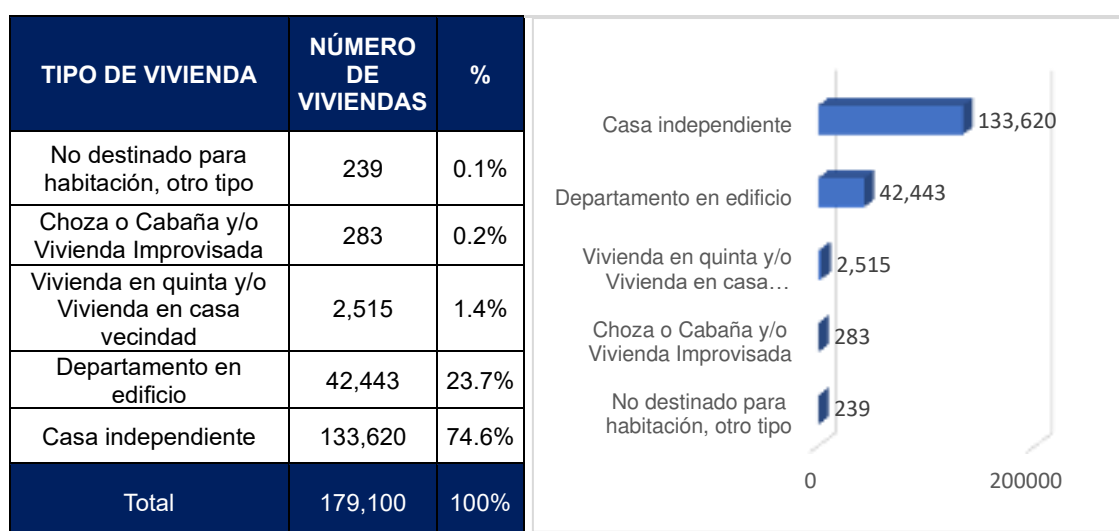 TIPO DE VIVIENDA
NÚMERO
DE
VIVIENDAS
%
No destinado para
habitación, otro tipo
239
0.1%
Choza o Cabaña y/o
Vivienda Improvisada
283
0.2%
Vivienda en quinta y/o
Vivienda en casa
vecindad
2,515
1.4%
Departamento en
edificio
42,443
23.7%
Casa independiente
133,620
74.6%
Total
179,100
100%
Casa independiente
133,620
Departamento en edificio
42,443
Vivienda en quinta y/o
Vivienda en casa…
2,515
Choza o Cabaña y/o
Vivienda Improvisada
283
No destinado para
habitación, otro tipo
239
0
200000